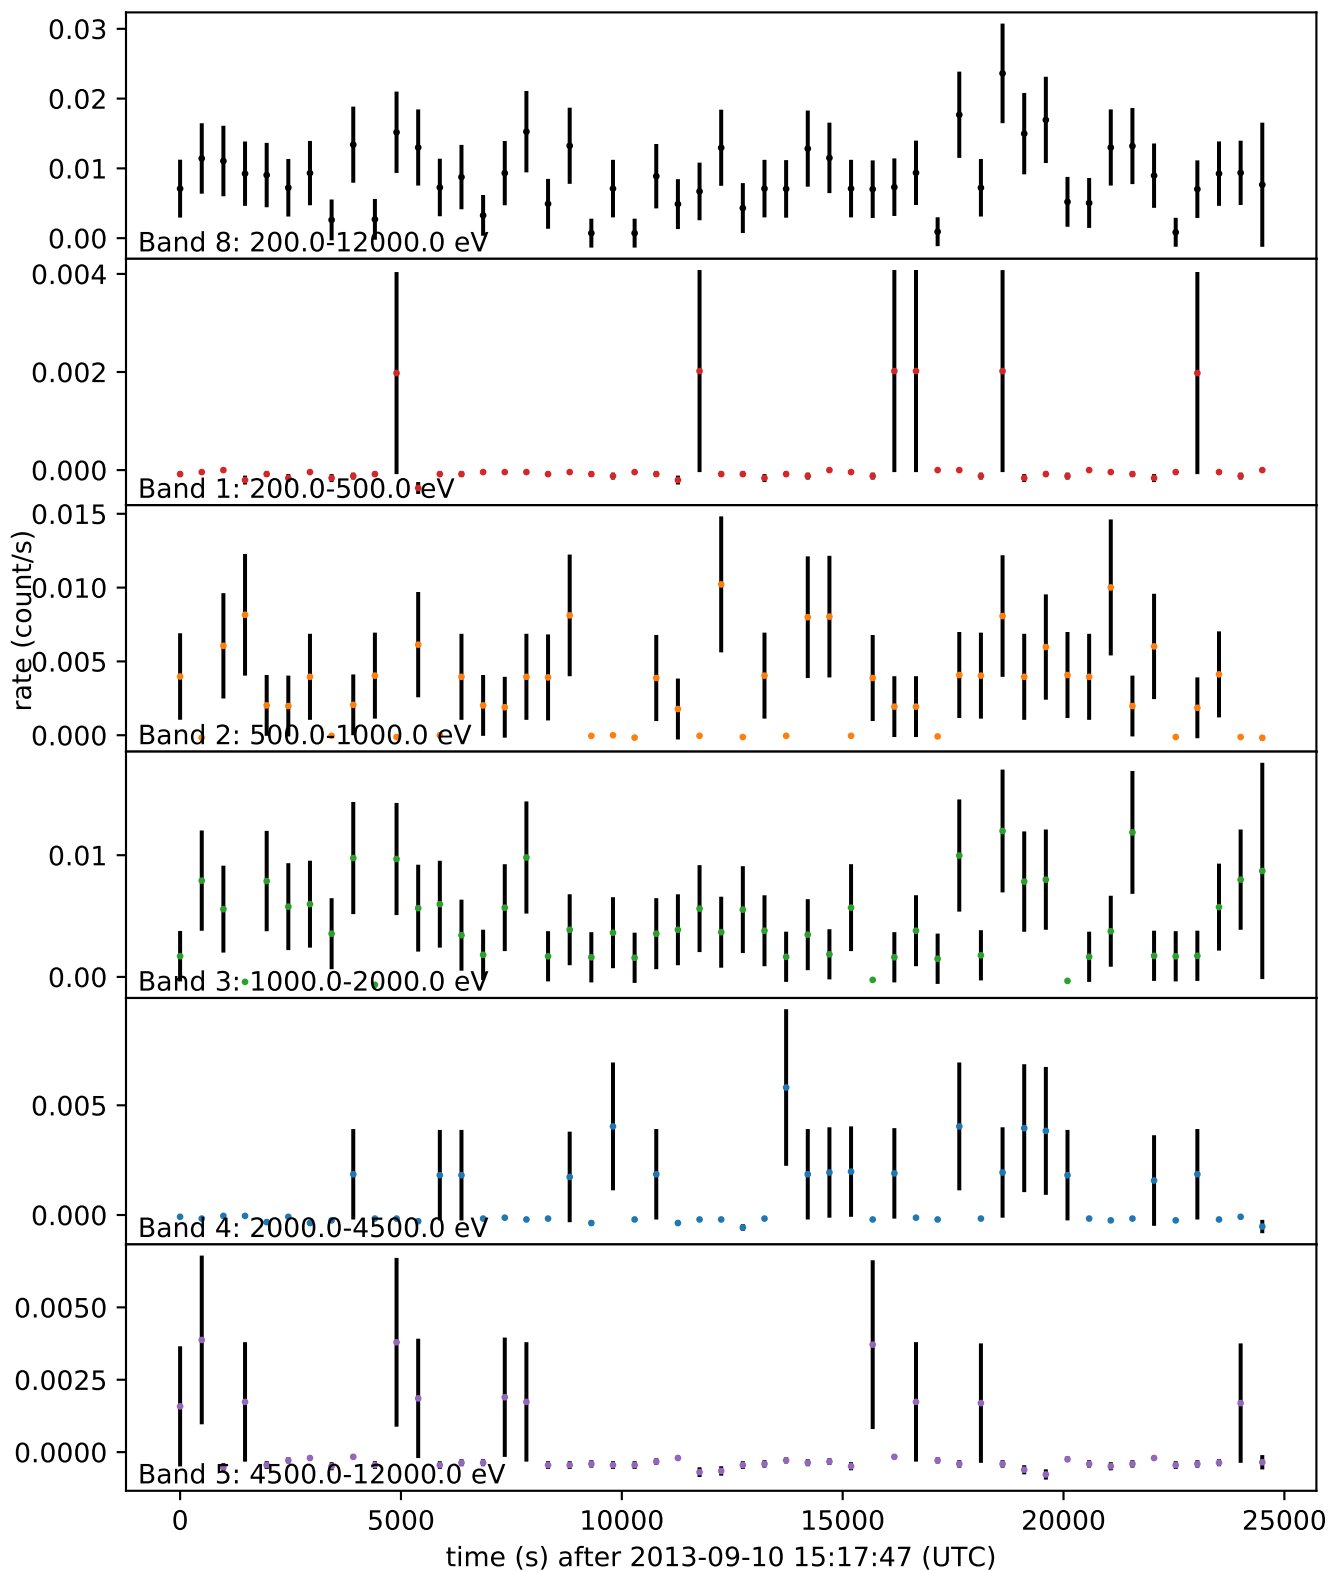 0.03
0.02
0.01
0.00
Band 8: 200.0-12000.0 eV
0.004
0.002
0.000
Band 1: 200.0-500.0 eV
rate (count/s)
0.015
0.010
0.005
0.000
Band 2: 500.0-1000.0 eV
0.01
0.00
Band 3: 1000.0-2000.0 eV
0.005
0.000
Band 4: 2000.0-4500.0 eV
0.0050
0.0025
0.0000
Band 5: 4500.0-12000.0 eV
0 5000 10000 15000 20000 25000
time (s) after 2013-09-10 15:17:47 (UTC)